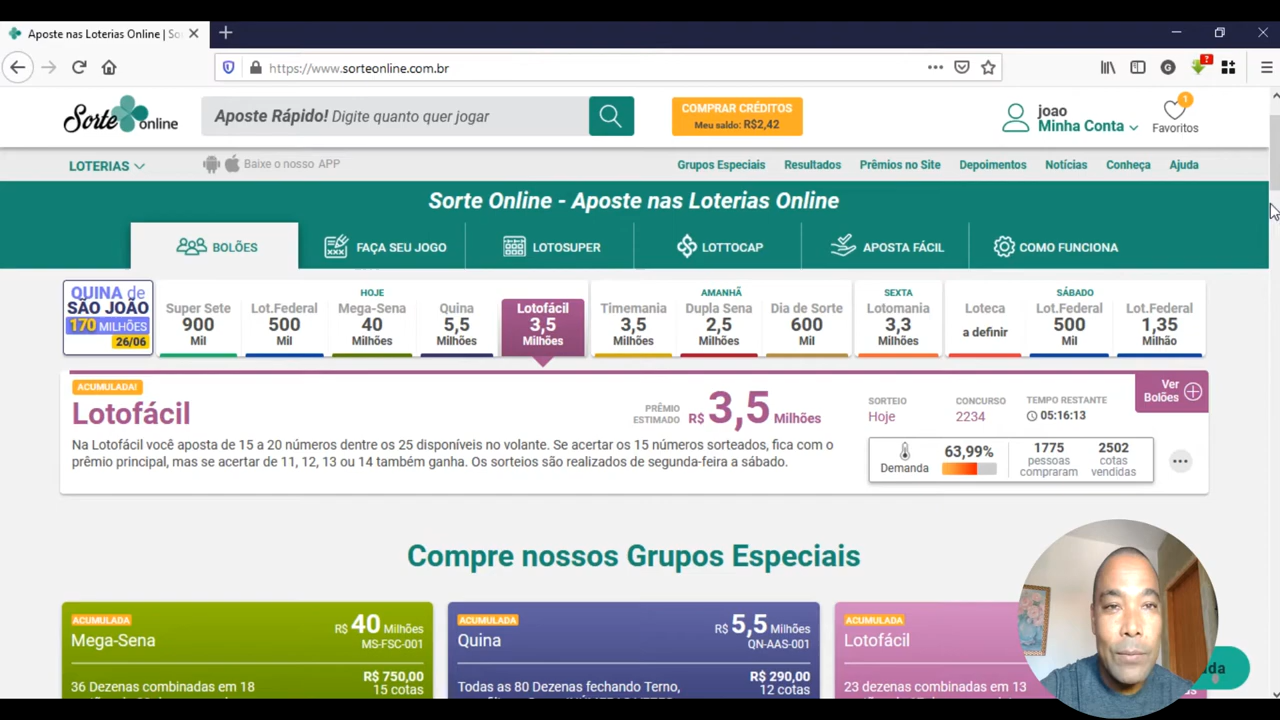 Aposte nas Loterias Online | So
https://www.sorteonline.com.br
Sorte online
Aposte Rápido! Digite quanto quer jogar
COMPRAR CRÉDITOS
Meu saldo: R$2,42
joao
Minha Conta
1
Favoritos
LOTERIAS
Baixe o nosso APP
Grupos Especiais
Resultados
Prêmios no Site
Depoimentos
Notícias
Conheça
Ajuda
Sorte Online - Aposte nas Loterias Online
BOLÕES
FAÇA SEU JOGO
LOTOSUPER
LOTTOCAP
APOSTA FÁCIL
COMO FUNCIONA
QUINA de
SÃO JOÃO
170 MILHÕES
26/06
HOJE
Super Sete
900
Mil
Lot.Federal
500
Mil
Mega-Sena
40
Milhões
Quina
5,5
Milhões
Lotofácil
3,5
Milhões
AMANHÃ
Timemania
3,5
Milhões
Dupla Sena
2,5
Milhões
Dia de Sorte
600
Mil
SEXTA
Lotomania
3,3
Milhões
SÁBADO
Loteca
a definir
Lot.Federal
500
Mil
Lot.Federal
1,35
Milhão
ACUMULADA!
Lotofácil
PRÊMIO
ESTIMADO
R$ 3,5 Milhões
Na Lotofácil você aposta de 15 a 20 números dentre os 25 disponíveis no volante. Se acertar os 15 números sorteados, fica com o
prêmio principal, mas se acertar de 11, 12, 13 ou 14 também ganha. Os sorteios são realizados de segunda-feira a sábado.
SORTEIO
Hoje
CONCURSO
2234
TEMPO RESTANTE
05:16:13
Ver
Bolões
Demanda
63,99%
1775
pessoas
compraram
2502
cotas
vendidas
Compre nossos Grupos Especiais
ACUMULADA
Mega-Sena
R$ 40 Milhões
MS-FSC-001
R$ 750,00
15 cotas
36 Dezenas combinadas em 18
ACUMULADA
Quina
R$ 5,5 Milhões
QN-AAS-001
R$ 290,00
12 cotas
Todas as 80 Dezenas fechando Terno,
ACUMULADA
Lotofácil
23 dezenas combinadas em 13